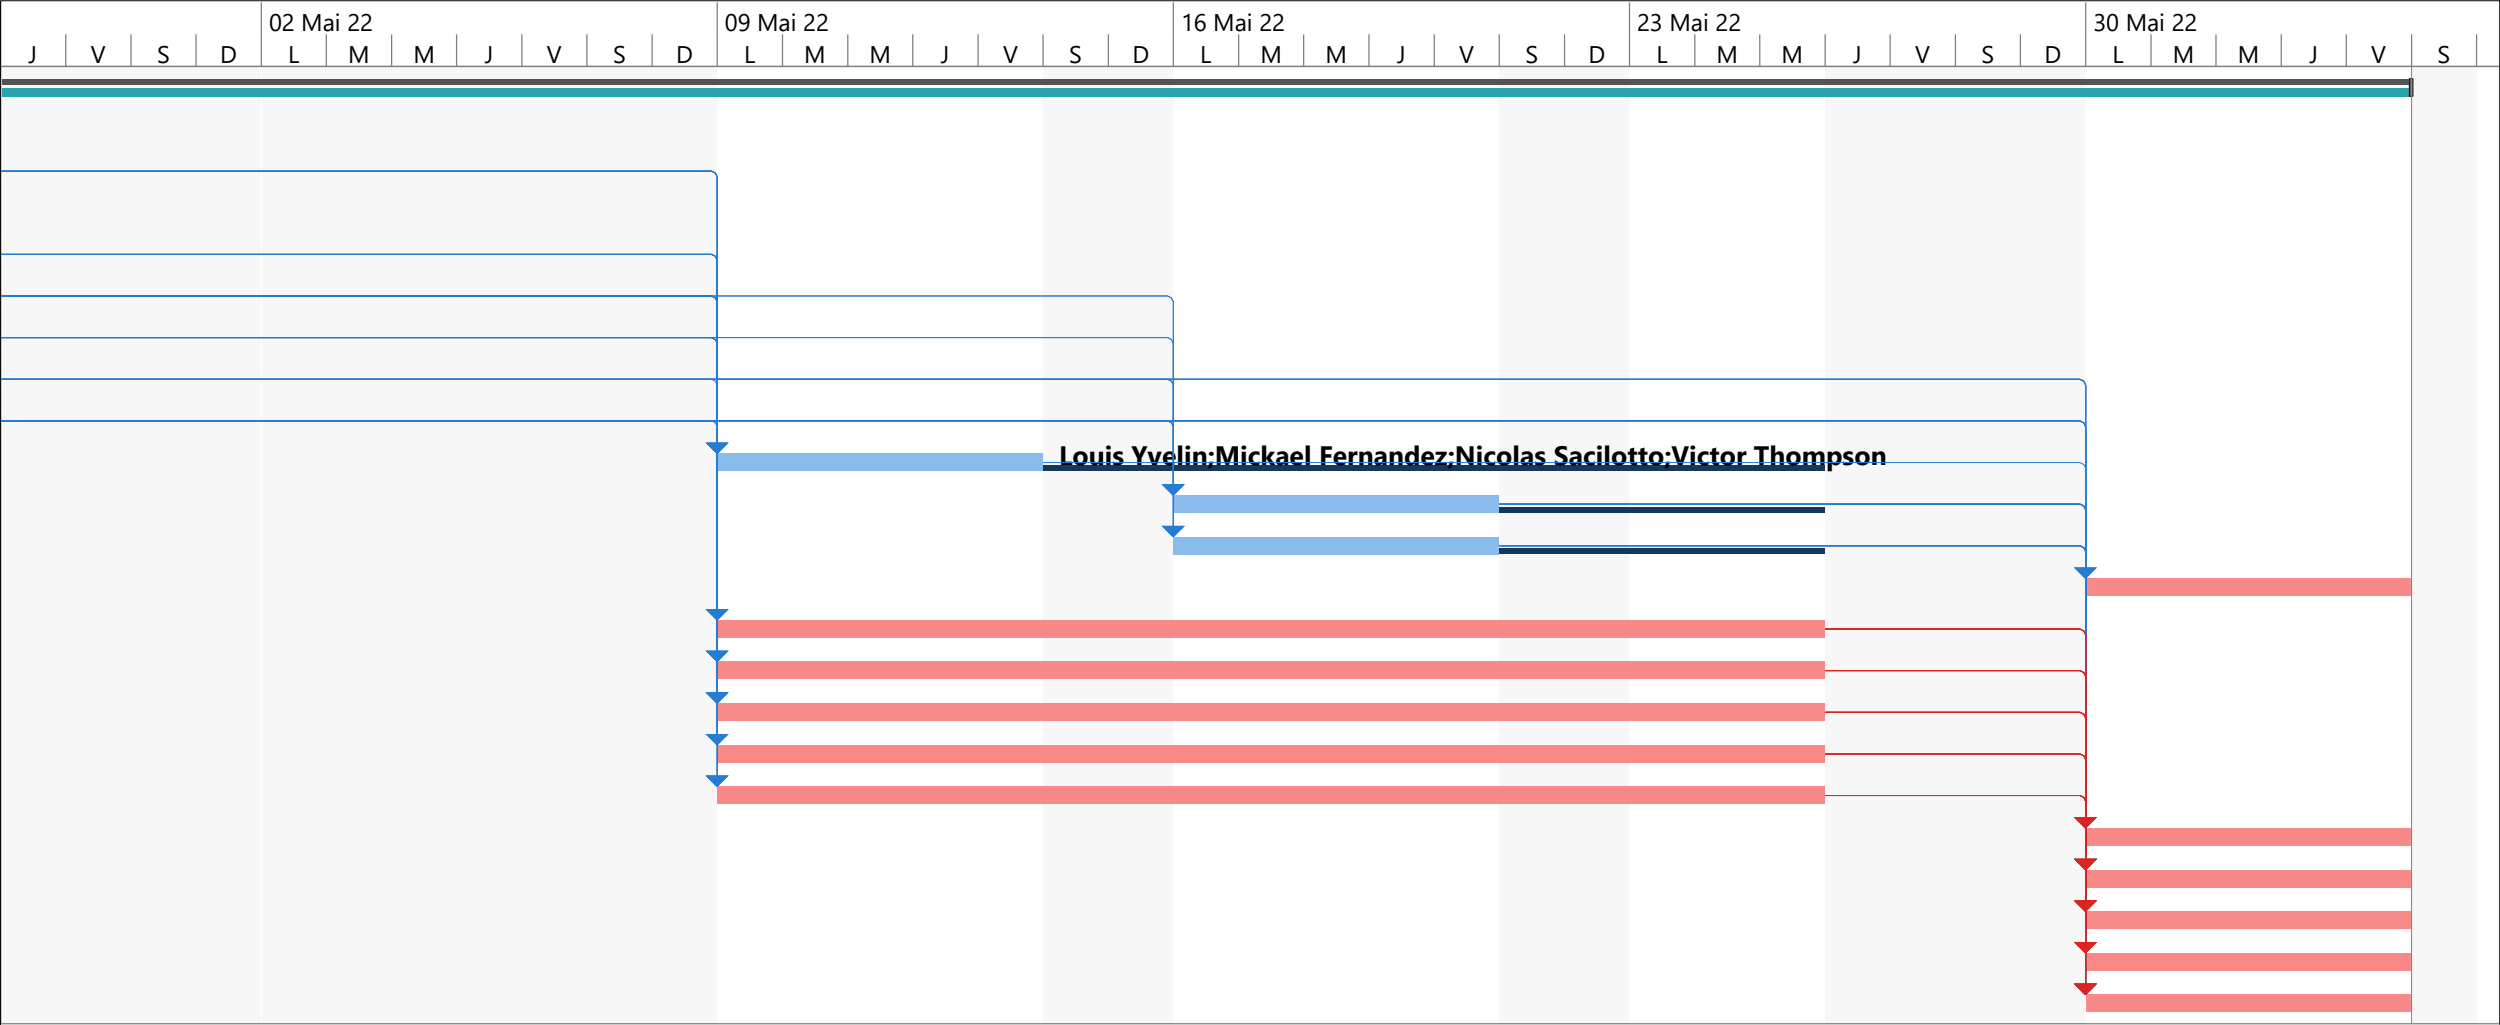 02 Mai 22 09 Mai 22 16 Mai 22 23 Mai 22 30 Mai 22
J V S D L M M J V S D L M M J V S D L M M J V S D L M M J V S D L M M J V S
Louis Yvelin;Mickael Fernandez;Nicolas Sacilotto;Victor Thompson